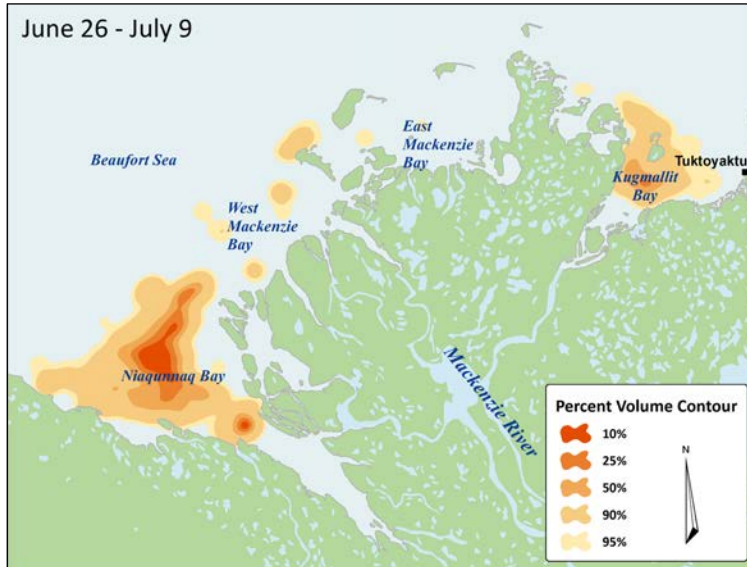 June 26 - July 9
Beaufort Sea
East
Mackenzie
Bay
Tuktoyaktu
Kugmallit
Bay
West
Mackenzie
Bay
Niaqunnaq Bay
Mackenzie River
Percent Volume Contour
10%
25%
50%
90%
95%
N